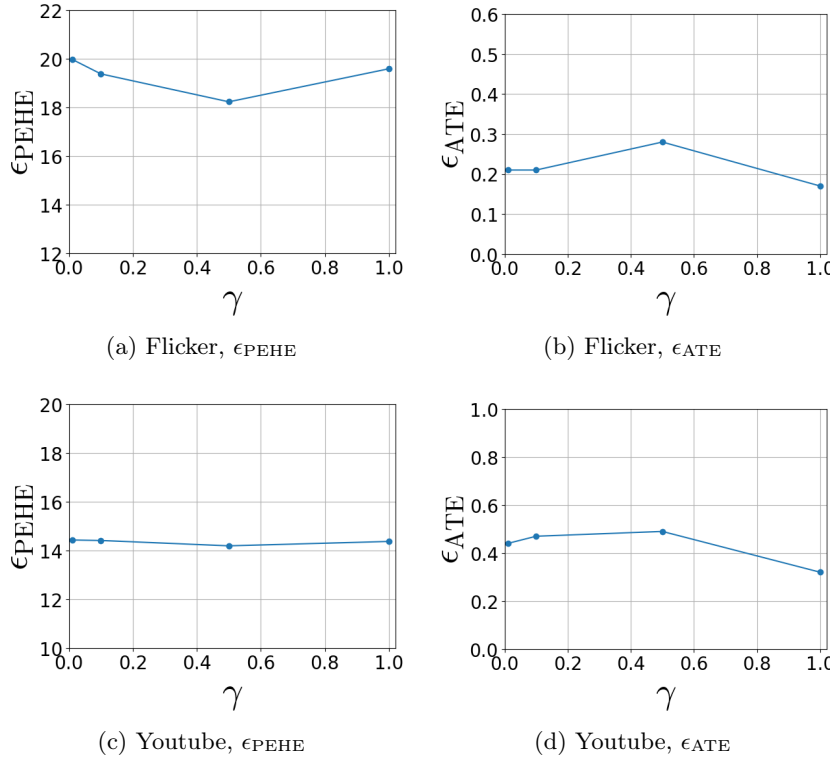 22
20
18
16
14
12
0.0 0.2 0.4 0.6 0.8 1.0
ϵPEHE
γ
(a) Flicker, ϵPEHE
0.6
0.5
0.4
0.3
0.2
0.1
0.0
0.0 0.2 0.4 0.6 0.8 1.0
ϵATE
γ
(b) Flicker, ϵATE
20
18
16
14
12
10
0.0 0.2 0.4 0.6 0.8 1.0
ϵPEHE
γ
(c) Youtube, ϵPEHE
1.0
0.8
0.6
0.4
0.2
0.0
0.0 0.2 0.4 0.6 0.8 1.0
ϵATE
γ
(d) Youtube, ϵATE